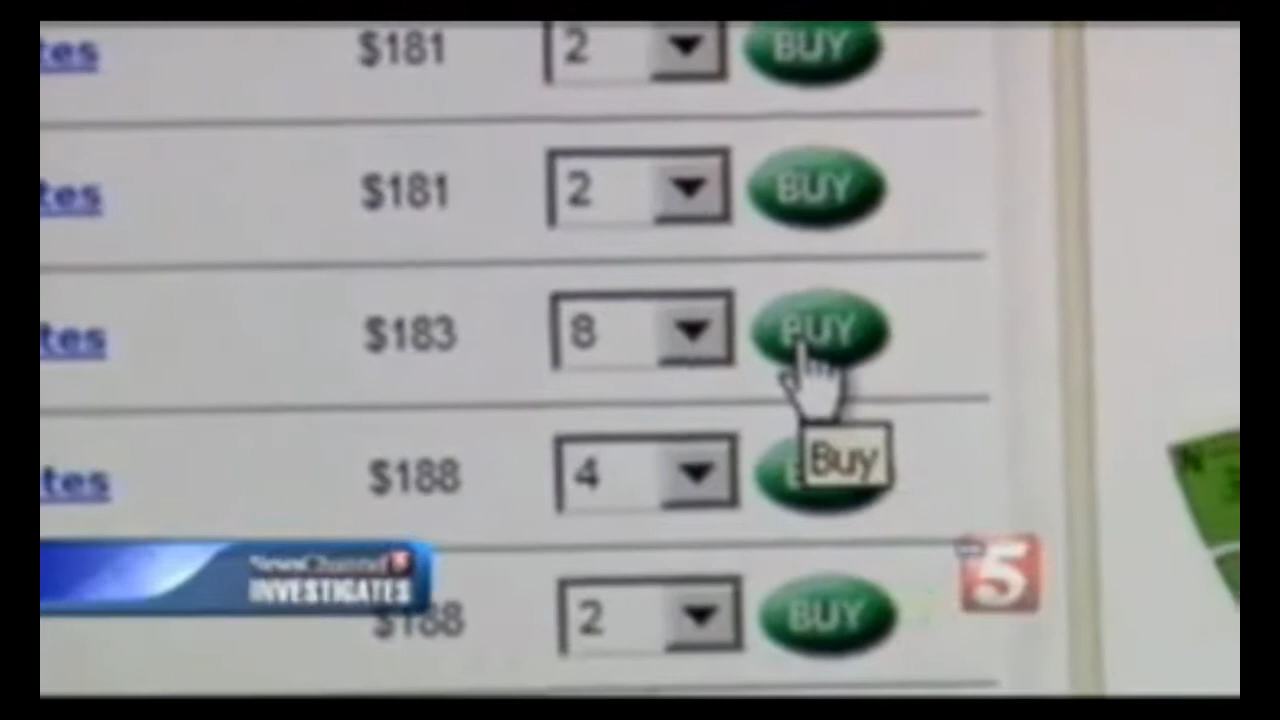 tes $181 2 BUY
tes $181 2 BUY
tes $183 8 BUY
tes $188 4 Buy
NewsChannel 5
INVESTIGATES
$188 2 BUY
5
N